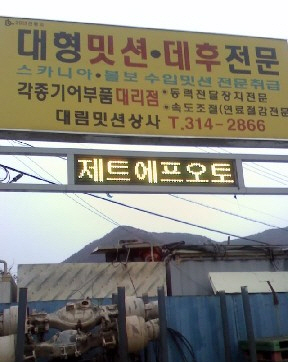 대형밋션·데후전문
스카니아·볼보 수입밋션 전문취급
각종기어부품대리점
*동력전달장치전문
*속도조절(연료절감전문
대림밋션상사 T.314-2866
제트에프오토